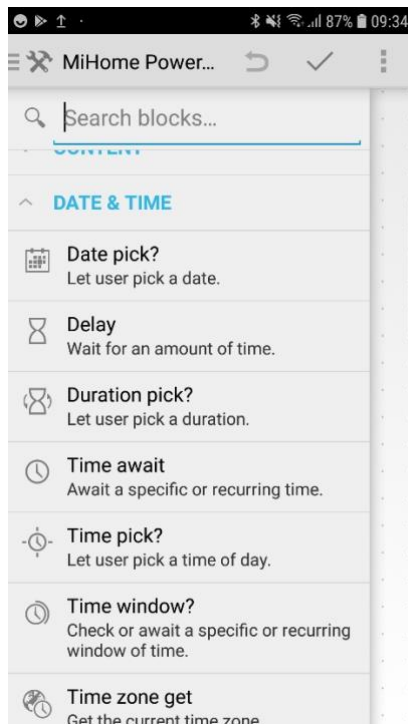 87% 09:34
MiHome Power...
Search blocks...
CONTENT
DATE & TIME
Date pick?
Let user pick a date.
Delay
Wait for an amount of time.
Duration pick?
Let user pick a duration.
Time await
Await a specific or recurring time.
Time pick?
Let user pick a time of day.
Time window?
Check or await a specific or recurring
window of time.
Time zone get
Get the current time zone